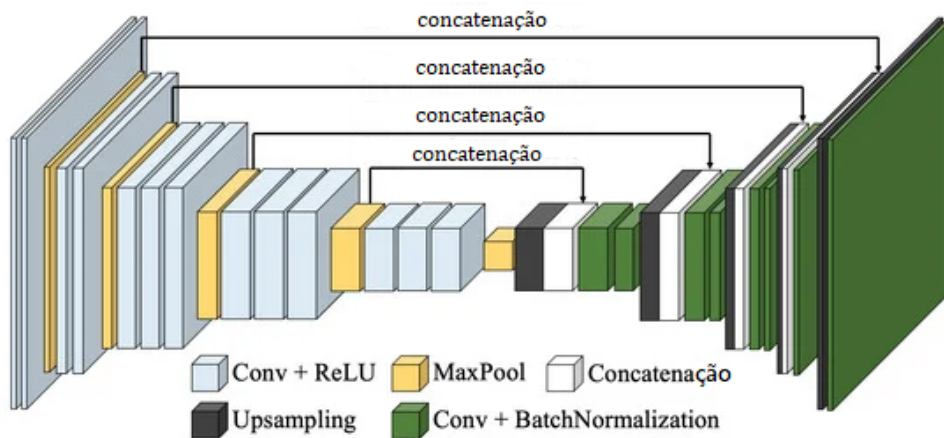 concatenação
concatenação
concatenação
concatenação
Conv + ReLU
MaxPool
Concatenação
Upsampling
Conv + BatchNormalization